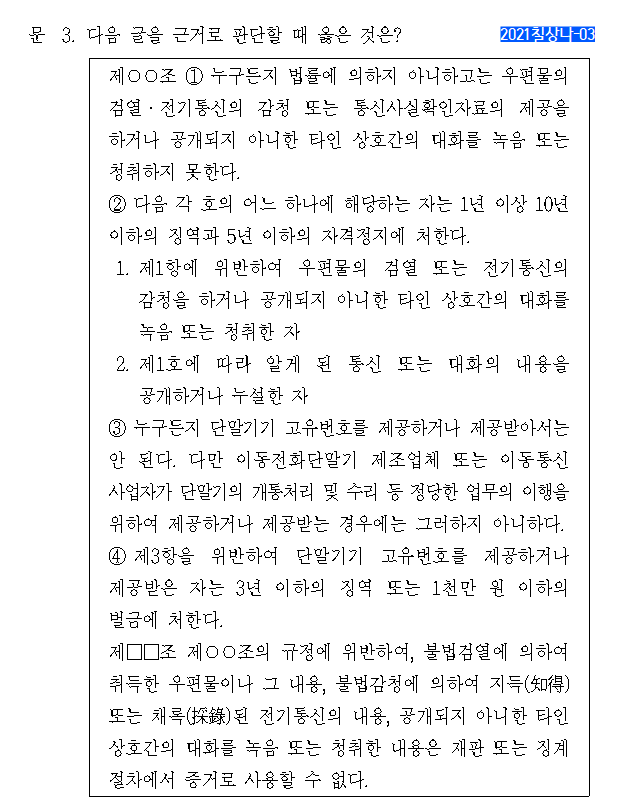 문 3. 다음 글을 근거로 판단할 때 옳은 것은?
2021칠상나-03
제○○조 ① 누구든지 법률에 의하지 아니하고는 우편물의
검열·전기통신의 감청 또는 통신사실확인자료의 제공을
하거나 공개되지 아니한 타인 상호간의 대화를 녹음 또는
청취하지 못한다.
② 다음 각 호의 어느 하나에 해당하는 자는 1년 이상 10년
이하의 징역과 5년 이하의 자격정지에 처한다.
1. 제1항에 위반하여 우편물의 검열 또는 전기통신의
감청을 하거나 공개되지 아니한 타인 상호간의 대화를
녹음 또는 청취한 자
2. 제1호에 따라 알게 된 통신 또는 대화의 내용을
공개하거나 누설한 자
③ 누구든지 단말기기 고유번호를 제공하거나 제공받아서는
안 된다. 다만 이동전화단말기 제조업체 또는 이동통신
사업자가 단말기의 개통처리 및 수리 등 정당한 업무의 이행을
위하여 제공하거나 제공받는 경우에는 그러하지 아니하다.
④ 제3항을 위반하여 단말기기 고유번호를 제공하거나
제공받은 자는 3년 이하의 징역 또는 1천만 원 이하의
벌금에 처한다.
제□□조 제○○조의 규정에 위반하여, 불법검열에 의하여
취득한 우편물이나 그 내용, 불법감청에 의하여 지득(知得)
또는 채록(採錄)된 전기통신의 내용, 공개되지 아니한 타인
상호간의 대화를 녹음 또는 청취한 내용은 재판 또는 징계
절차에서 증거로 사용할 수 없다.